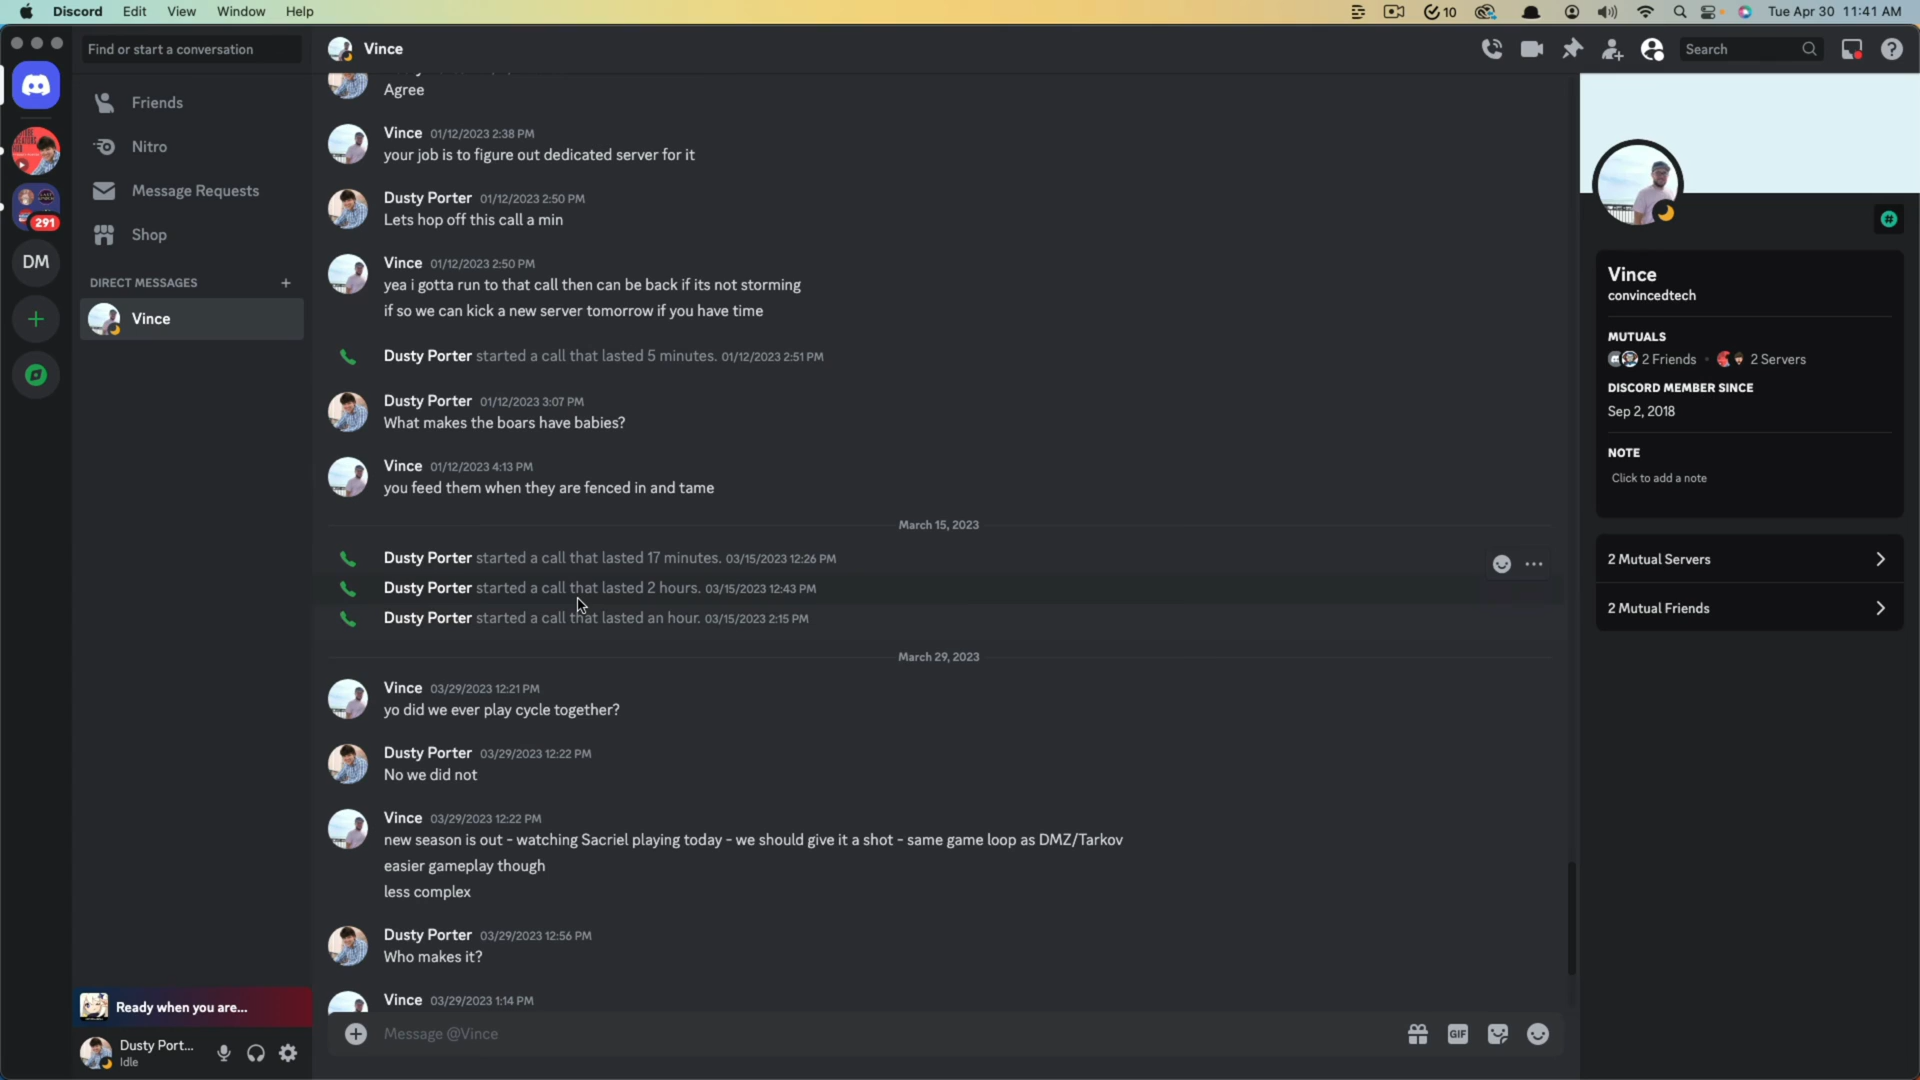 Discord Edit View Window Help
10
Tue Apr 30 11:41 AM
Find or start a conversation
Vince
Search
Friends
Nitro
Message Requests
Shop
291
DM
DIRECT MESSAGES
Vince
Agree
Vince 01/12/2023 2:38 PM
your job is to figure out dedicated server for it
Dusty Porter 01/12/2023 2:50 PM
Lets hop off this call a min
Vince 01/12/2023 2:50 PM
yea i gotta run to that call then can be back if its not storming
if so we can kick a new server tomorrow if you have time
Dusty Porter started a call that lasted 5 minutes. 01/12/2023 2:51 PM
Dusty Porter 01/12/2023 3:07 PM
What makes the boars have babies?
Vince 01/12/2023 4:13 PM
you feed them when they are fenced in and tame
March 15, 2023
Dusty Porter started a call that lasted 17 minutes. 03/15/2023 12:26 PM
Dusty Porter started a call that lasted 2 hours. 03/15/2023 12:43 PM
Dusty Porter started a call that lasted an hour. 03/15/2023 2:15 PM
March 29, 2023
Vince 03/29/2023 12:21 PM
yo did we ever play cycle together?
Dusty Porter 03/29/2023 12:22 PM
No we did not
Vince 03/29/2023 12:22 PM
new season is out - watching Sacriel playing today - we should give it a shot - same game loop as DMZ/Tarkov
easier gameplay though
less complex
Dusty Porter 03/29/2023 12:56 PM
Who makes it?
Vince 03/29/2023 1:14 PM
Message @Vince
GIF
Ready when you are...
Dusty Port...
Idle
Vince
convincedtech
MUTUALS
2 Friends • 2 Servers
DISCORD MEMBER SINCE
Sep 2, 2018
NOTE
Click to add a note
2 Mutual Servers
2 Mutual Friends